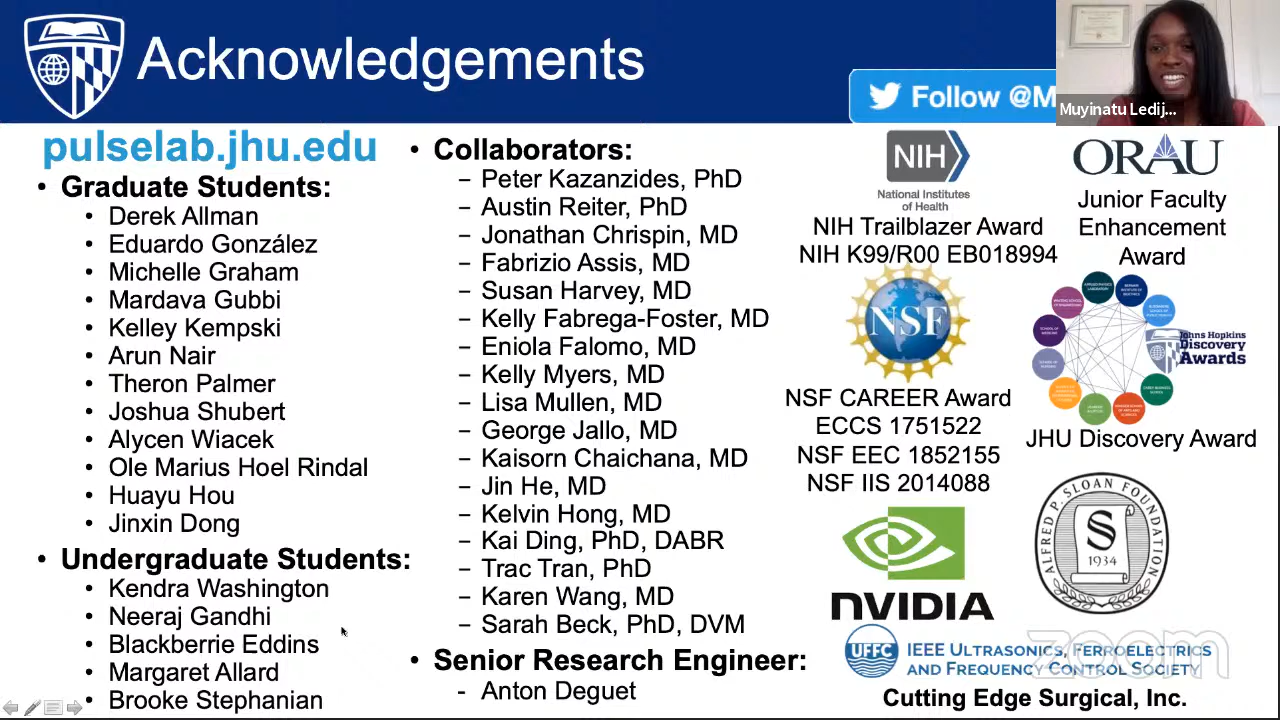 Acknowledgements
Follow @M
Muyinatu Ledij...
pulselab.jhu.edu
• Graduate Students:
• Derek Allman
• Eduardo González
• Michelle Graham
• Mardava Gubbi
• Kelley Kempski
• Arun Nair
• Theron Palmer
• Joshua Shubert
• Alycen Wiacek
• Ole Marius Hoel Rindal
• Huayu Hou
• Jinxin Dong
• Undergraduate Students:
• Kendra Washington
• Neeraj Gandhi
• Blackberrie Eddins
• Margaret Allard
• Brooke Stephanian
• Collaborators:
– Peter Kazanzides, PhD
– Austin Reiter, PhD
– Jonathan Chrispin, MD
– Fabrizio Assis, MD
– Susan Harvey, MD
– Kelly Fabrega-Foster, MD
– Eniola Falomo, MD
– Kelly Myers, MD
– Lisa Mullen, MD
– George Jallo, MD
– Kaisorn Chaichana, MD
– Jin He, MD
– Kelvin Hong, MD
– Kai Ding, PhD, DABR
– Trac Tran, PhD
– Karen Wang, MD
– Sarah Beck, PhD, DVM
• Senior Research Engineer:
- Anton Deguet
NIH
National Institutes
of Health
NIH Trailblazer Award
NIH K99/R00 EB018994
NSF
NSF CAREER Award
ECCS 1751522
NSF EEC 1852155
NSF IIS 2014088
NVIDIA
ORAU
Junior Faculty
Enhancement
Award
Johns Hopkins
Discovery
Awards
JHU Discovery Award
ALFRED P. SLOAN FOUNDATION
S
1934
UFFC
IEEE ULTRASONICS, FERROELECTRICS
AND FREQUENCY CONTROL SOCIETY
zoom
Cutting Edge Surgical, Inc.